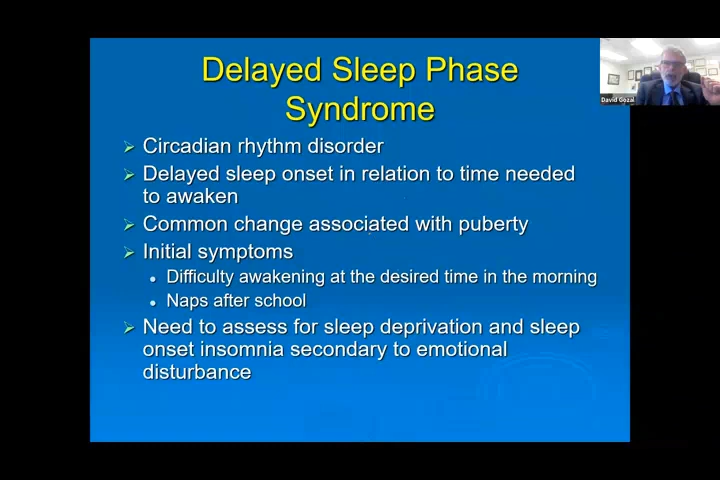 Delayed Sleep Phase
Syndrome
Circadian rhythm disorder
Delayed sleep onset in relation to time needed
to awaken
Common change associated with puberty
Initial symptoms
Difficulty awakening at the desired time in the morning
Naps after school
Need to assess for sleep deprivation and sleep
onset insomnia secondary to emotional
disturbance
David Gozal